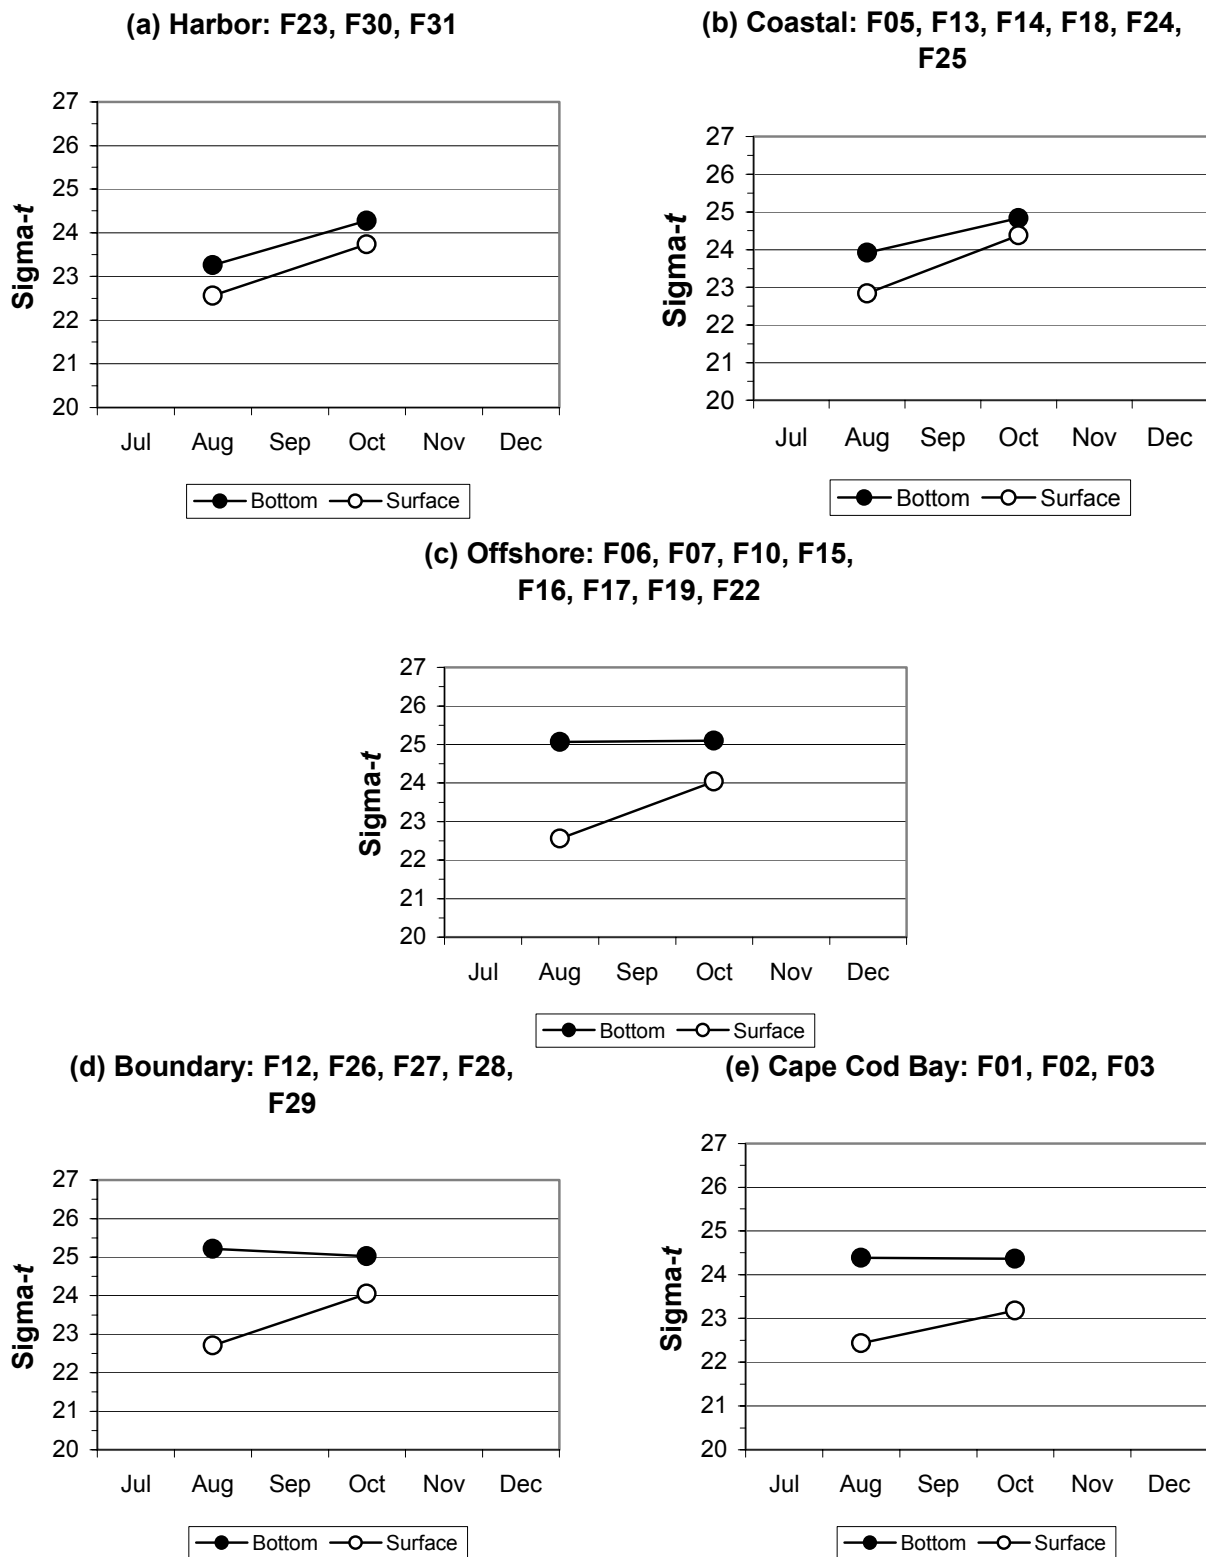 (a) Harbor: F23, F30, F31
27
26
25
24
23
22
21
20
Sigma-t
Jul Aug Sep Oct Nov Dec
Bottom Surface
(b) Coastal: F05, F13, F14, F18, F24,
F25
27
26
25
24
23
22
21
20
Sigma-t
Jul Aug Sep Oct Nov Dec
Bottom Surface
(c) Offshore: F06, F07, F10, F15,
F16, F17, F19, F22
27
26
25
24
23
22
21
20
Sigma-t
Jul Aug Sep Oct Nov Dec
Bottom Surface
(d) Boundary: F12, F26, F27, F28,
F29
27
26
25
24
23
22
21
20
Sigma-t
Jul Aug Sep Oct Nov Dec
Bottom Surface
(e) Cape Cod Bay: F01, F02, F03
27
26
25
24
23
22
21
20
Sigma-t
Jul Aug Sep Oct Nov Dec
Bottom Surface